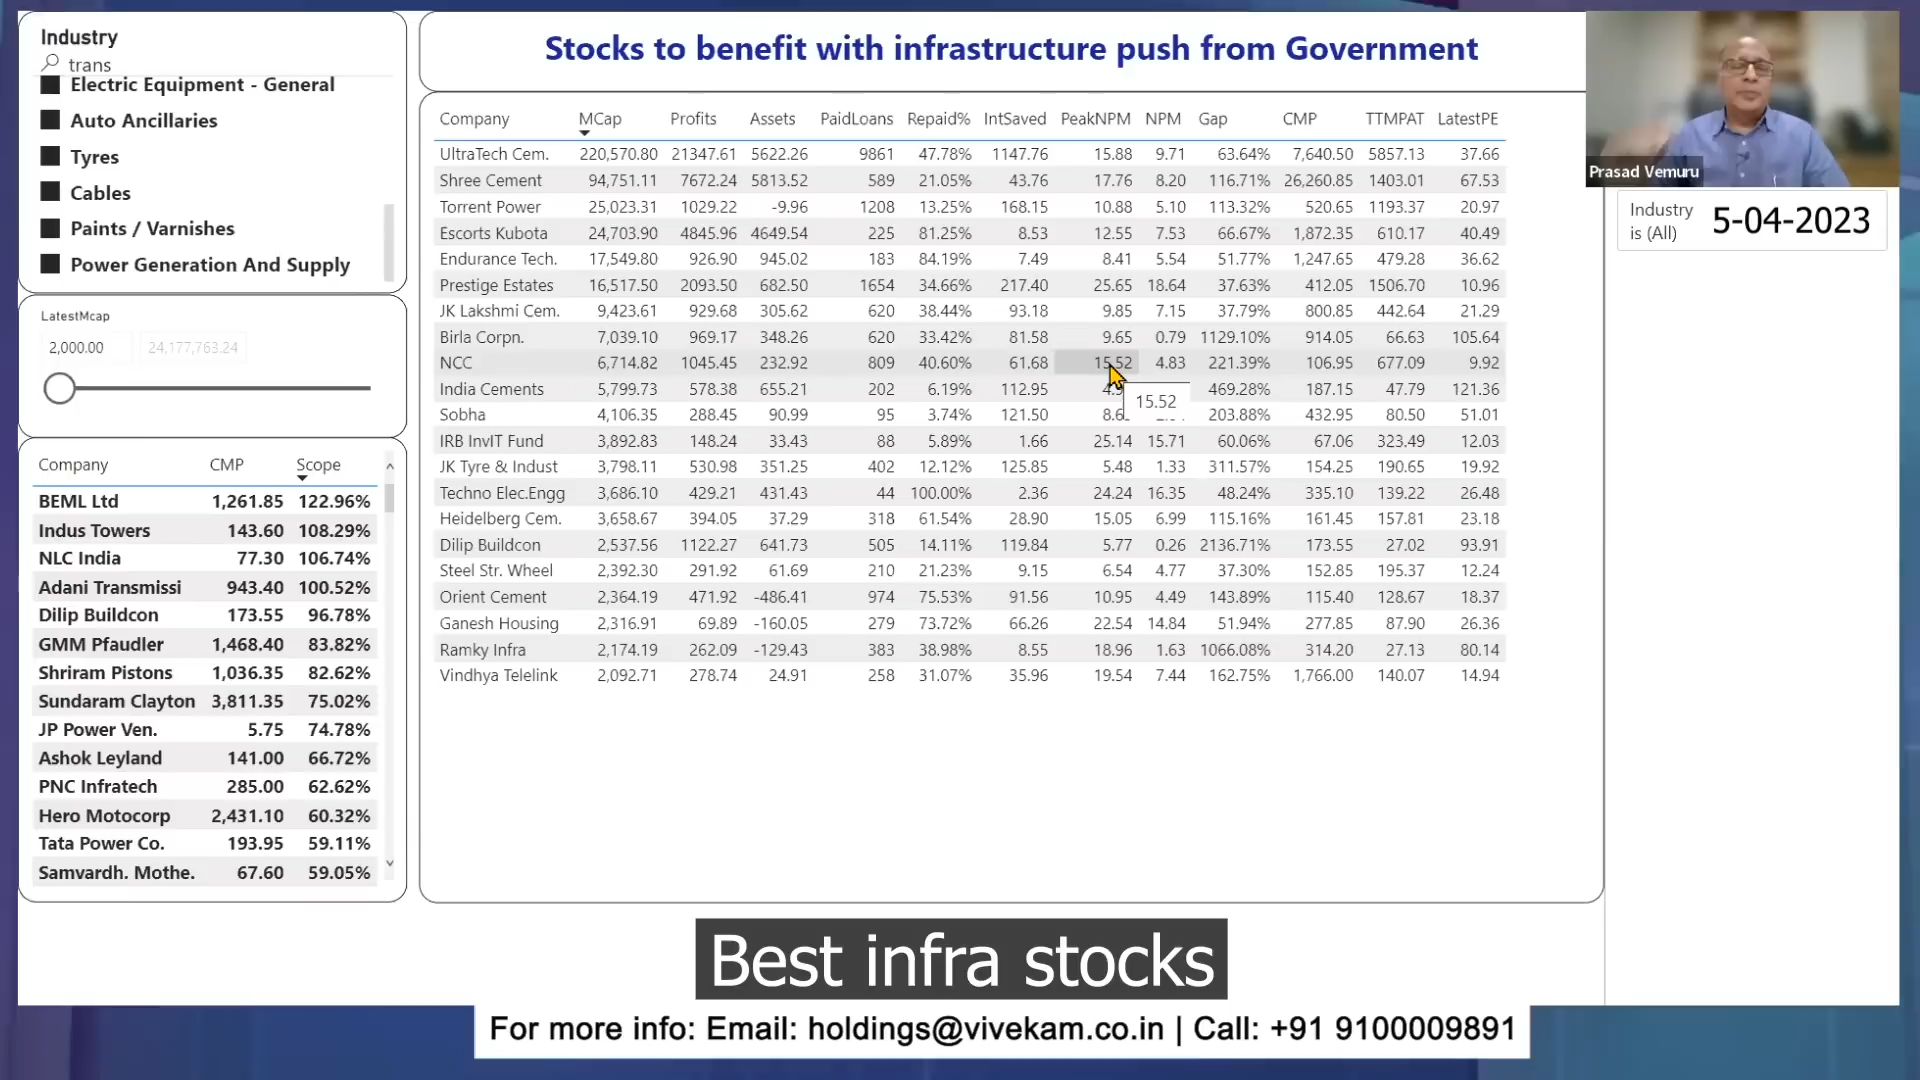 Industry
trans
Electric Equipment - General
Auto Ancillaries
Tyres
Cables
Paints / Varnishes
Power Generation And Supply
LatestMcap
2,000.00 24,177,763.24
Company CMP Scope
BEML Ltd 1,261.85 122.96%
Indus Towers 143.60 108.29%
NLC India 77.30 106.74%
Adani Transmissi 943.40 100.52%
Dilip Buildcon 173.55 96.78%
GMM Pfaudler 1,468.40 83.82%
Shriram Pistons 1,036.35 82.62%
Sundaram Clayton 3,811.35 75.02%
JP Power Ven. 5.75 74.78%
Ashok Leyland 141.00 66.72%
PNC Infratech 285.00 62.62%
Hero Motocorp 2,431.10 60.32%
Tata Power Co. 193.95 59.11%
Samvardh. Mothe. 67.60 59.05%
Stocks to benefit with infrastructure push from Government
Company MCap Profits Assets PaidLoans Repaid% IntSaved PeakNPM NPM Gap CMP TTMPAT LatestPE
UltraTech Cem. 220,570.80 21347.61 5622.26 9861 47.78% 1147.76 15.88 9.71 63.64% 7,640.50 5857.13 37.66
Shree Cement 94,751.11 7672.24 5813.52 589 21.05% 43.76 17.76 8.20 116.71% 26,260.85 1403.01 67.53
Torrent Power 25,023.31 1029.22 -9.96 1208 13.25% 168.15 10.88 5.10 113.32% 520.65 1193.37 20.97
Escorts Kubota 24,703.90 4845.96 4649.54 225 81.25% 8.53 12.55 7.53 66.67% 1,872.35 610.17 40.49
Endurance Tech. 17,549.80 926.90 945.02 183 84.19% 7.49 8.41 5.54 51.77% 1,247.65 479.28 36.62
Prestige Estates 16,517.50 2093.50 682.50 1654 34.66% 217.40 25.65 18.64 37.63% 412.05 1506.70 10.96
JK Lakshmi Cem. 9,423.61 929.68 305.62 620 38.44% 93.18 9.85 7.15 37.79% 800.85 442.64 21.29
Birla Corpn. 7,039.10 969.17 348.26 620 33.42% 81.58 9.65 0.79 1129.10% 914.05 66.63 105.64
NCC 6,714.82 1045.45 232.92 809 40.60% 61.68 15.52 4.83 221.39% 106.95 677.09 9.92
India Cements 5,799.73 578.38 655.21 202 6.19% 112.95 469.28% 187.15 47.79 121.36
15.52
Sobha 4,106.35 288.45 90.99 95 3.74% 121.50 203.88% 432.95 80.50 51.01
IRB InvIT Fund 3,892.83 148.24 33.43 88 5.89% 1.66 25.14 15.71 60.06% 67.06 323.49 12.03
JK Tyre & Indust 3,798.11 530.98 351.25 402 12.12% 125.85 5.48 1.33 311.57% 154.25 190.65 19.92
Techno Elec.Engg 3,686.10 429.21 431.43 44 100.00% 2.36 24.24 16.35 48.24% 335.10 139.22 26.48
Heidelberg Cem. 3,658.67 394.05 37.29 318 61.54% 28.90 15.05 6.99 115.16% 161.45 157.81 23.18
Dilip Buildcon 2,537.56 1122.27 641.73 505 14.11% 119.84 5.77 0.26 2136.71% 173.55 27.02 93.91
Steel Str. Wheel 2,392.30 291.92 61.69 210 21.23% 9.15 6.54 4.77 37.30% 152.85 195.37 12.24
Orient Cement 2,364.19 471.92 -486.41 974 75.53% 91.56 10.95 4.49 143.89% 115.40 128.67 18.37
Ganesh Housing 2,316.91 69.89 -160.05 279 73.72% 66.26 22.54 14.84 51.94% 277.85 87.90 26.36
Ramky Infra 2,174.19 262.09 -129.43 383 38.98% 8.55 18.96 1.63 1066.08% 314.20 27.13 80.14
Vindhya Telelink 2,092.71 278.74 24.91 258 31.07% 35.96 19.54 7.44 162.75% 1,766.00 140.07 14.94
Prasad Vemuru
Industry
is (All)
5-04-2023
Best infra stocks
For more info: Email: holdings@vivekam.co.in | Call: +91 9100009891